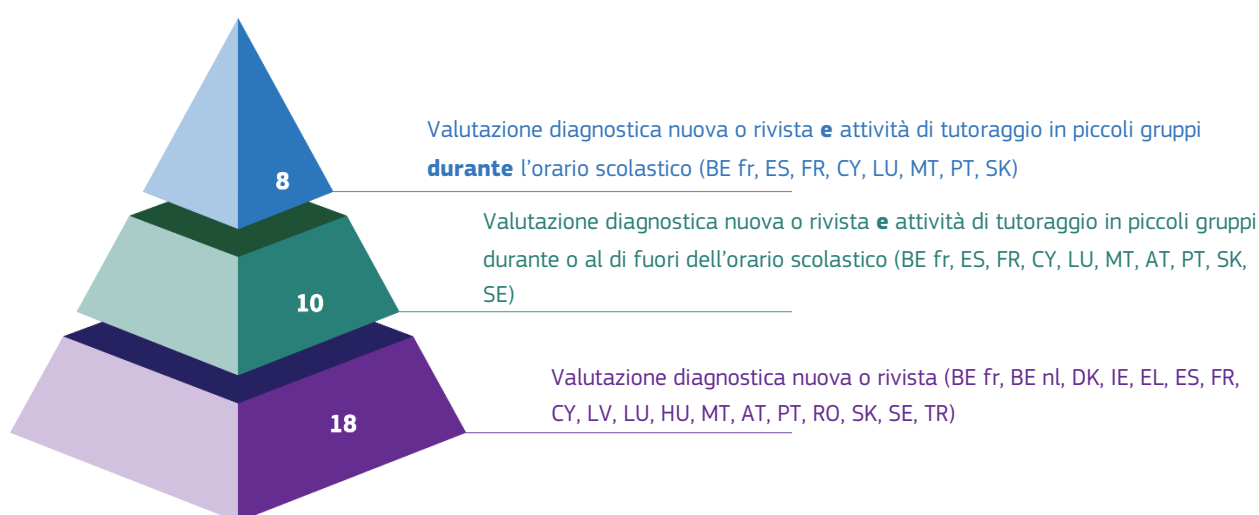 Valutazione diagnostica nuova o rivista e attività di tutoraggio in piccoli gruppi
durante l'orario scolastico (BE fr, ES, FR, CY, LU, MT, PT, SK)
8
Valutazione diagnostica nuova o rivista e attività di tutoraggio in piccoli gruppi
durante o al di fuori dell'orario scolastico (BE fr, ES, FR, CY, LU, MT, AT, PT, SK,
SE)
10
Valutazione diagnostica nuova o rivista (BE fr, BE nl, DK, IE, EL, ES, FR,
CY, LV, LU, HU, MT, AT, PT, RO, SK, SE, TR)
18